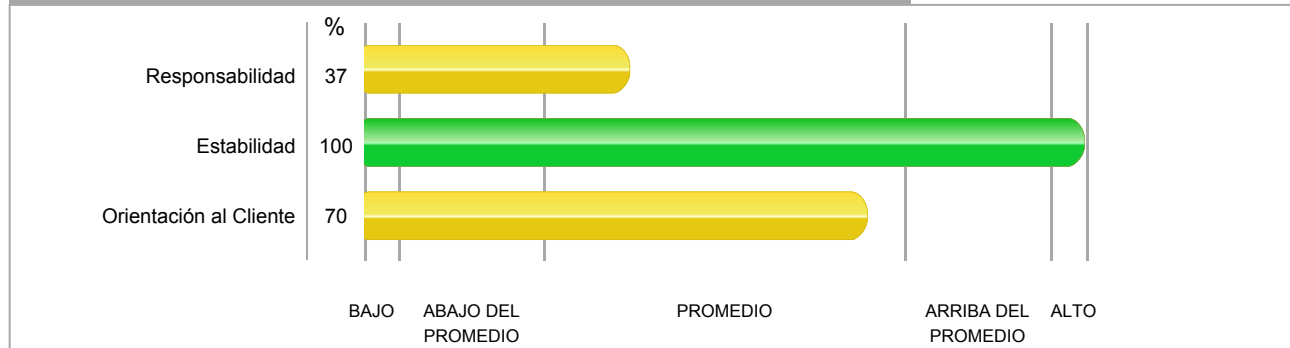 %
Responsabilidad 37
Estabilidad 100
Orientación al Cliente 70
BAJO ABAJO DEL PROMEDIO PROMEDIO ARRIBA DEL PROMEDIO ALTO